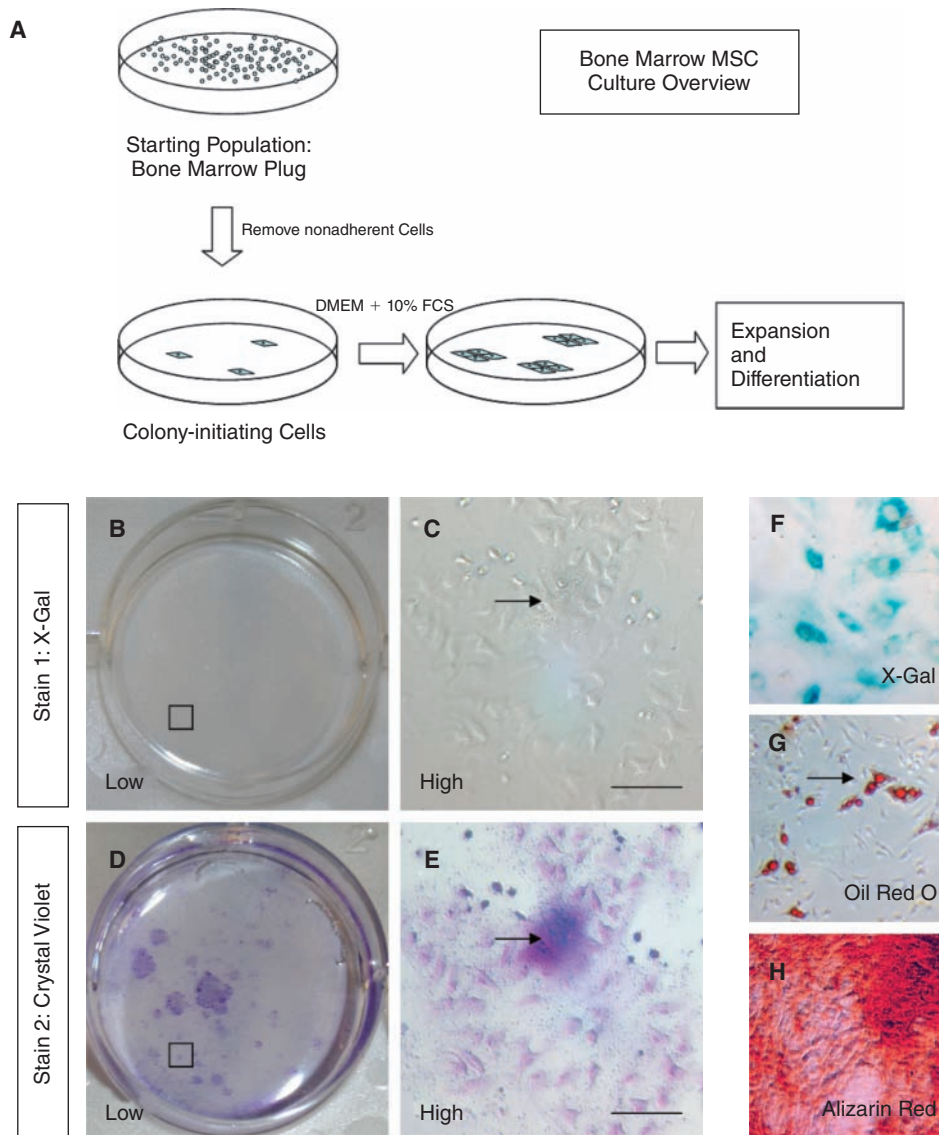 A
Bone Marrow MSC
Culture Overview
Starting Population:
Bone Marrow Plug
Remove nonadherent Cells
DMEM + 10% FCS
Expansion
and
Differentiation
Colony-initiating Cells
Stain 1: X-Gal
B
2
Low
C
High
F
X-Gal
G
Oil Red O
Stain 2: Crystal Violet
D
2
Low
E
High
H
Alizarin Red